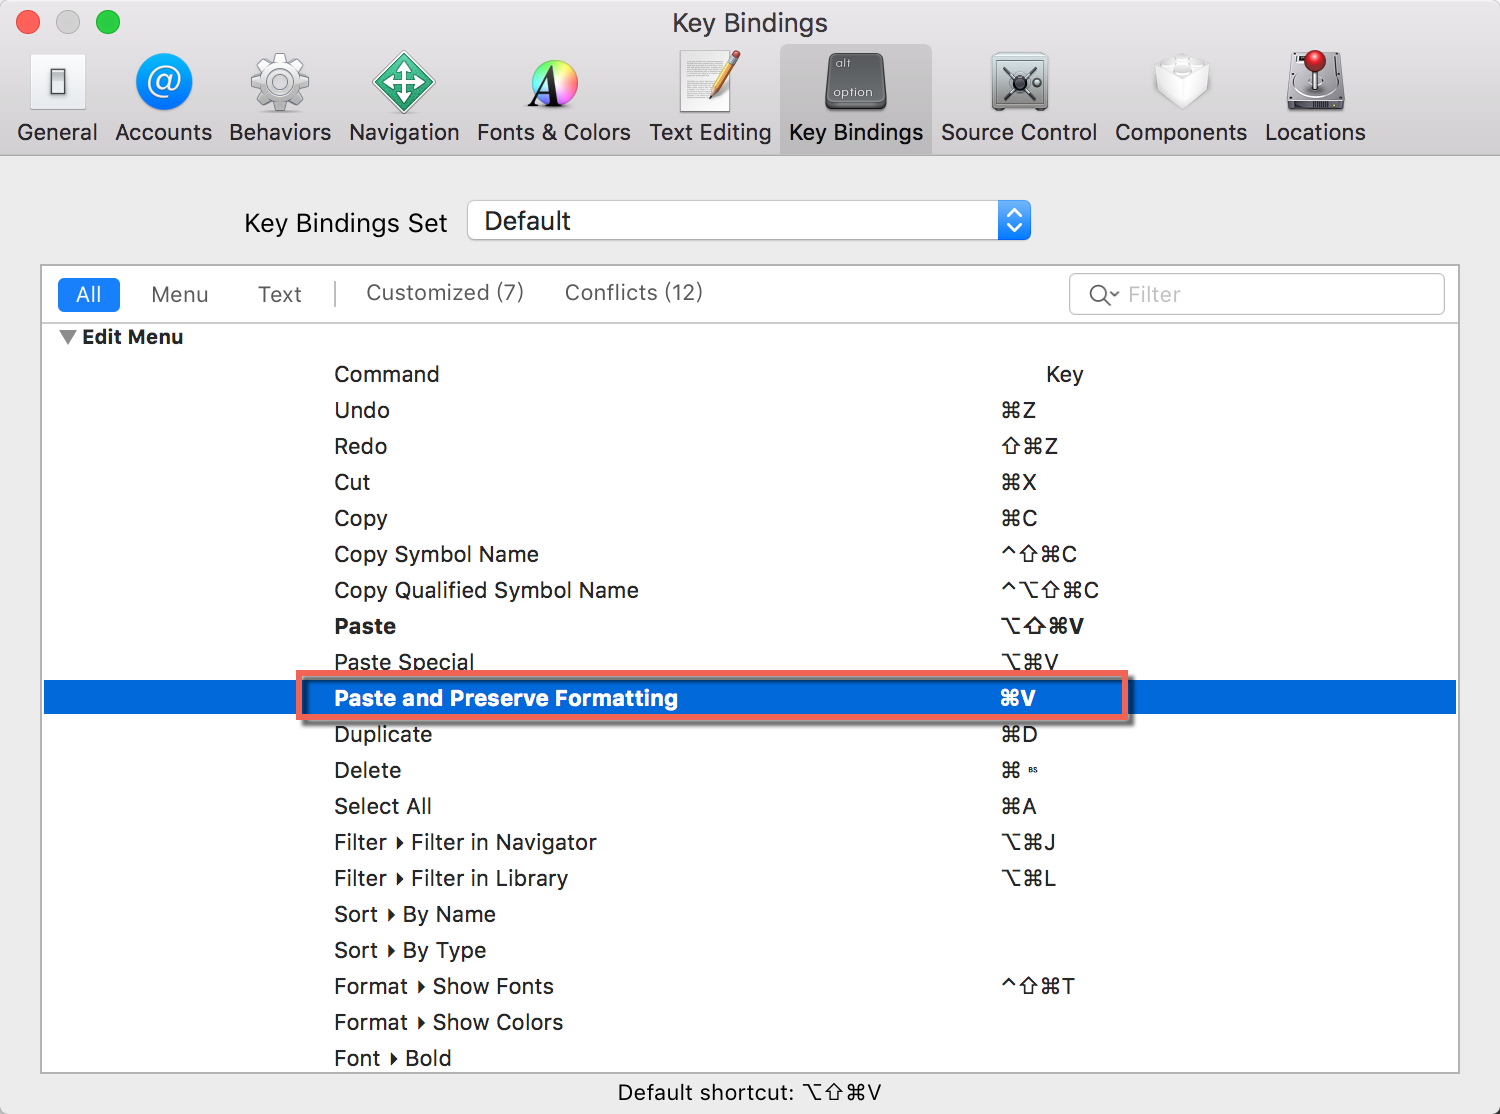 Key Bindings
General Accounts Behaviors Navigation Fonts & Colors Text Editing alt option Key Bindings Source Control Components Locations
Key Bindings Set Default
All Menu Text Customized (7) Conflicts (12) Filter
Edit Menu
Command Key
Undo ⌘Z
Redo ⇧⌘Z
Cut ⌘X
Copy ⌘C
Copy Symbol Name ^⇧⌘C
Copy Qualified Symbol Name ^⌥⇧⌘C
Paste ⌥⇧⌘V
Paste Special ⌥⌘V
Paste and Preserve Formatting ⌘V
Duplicate ⌘D
Delete ⌘ BS
Select All ⌘A
Filter ▸ Filter in Navigator ⌥⌘J
Filter ▸ Filter in Library ⌥⌘L
Sort ▸ By Name
Sort ▸ By Type
Format ▸ Show Fonts ^⇧⌘T
Format ▸ Show Colors
Font ▸ Bold
Default shortcut: ⌥⇧⌘V